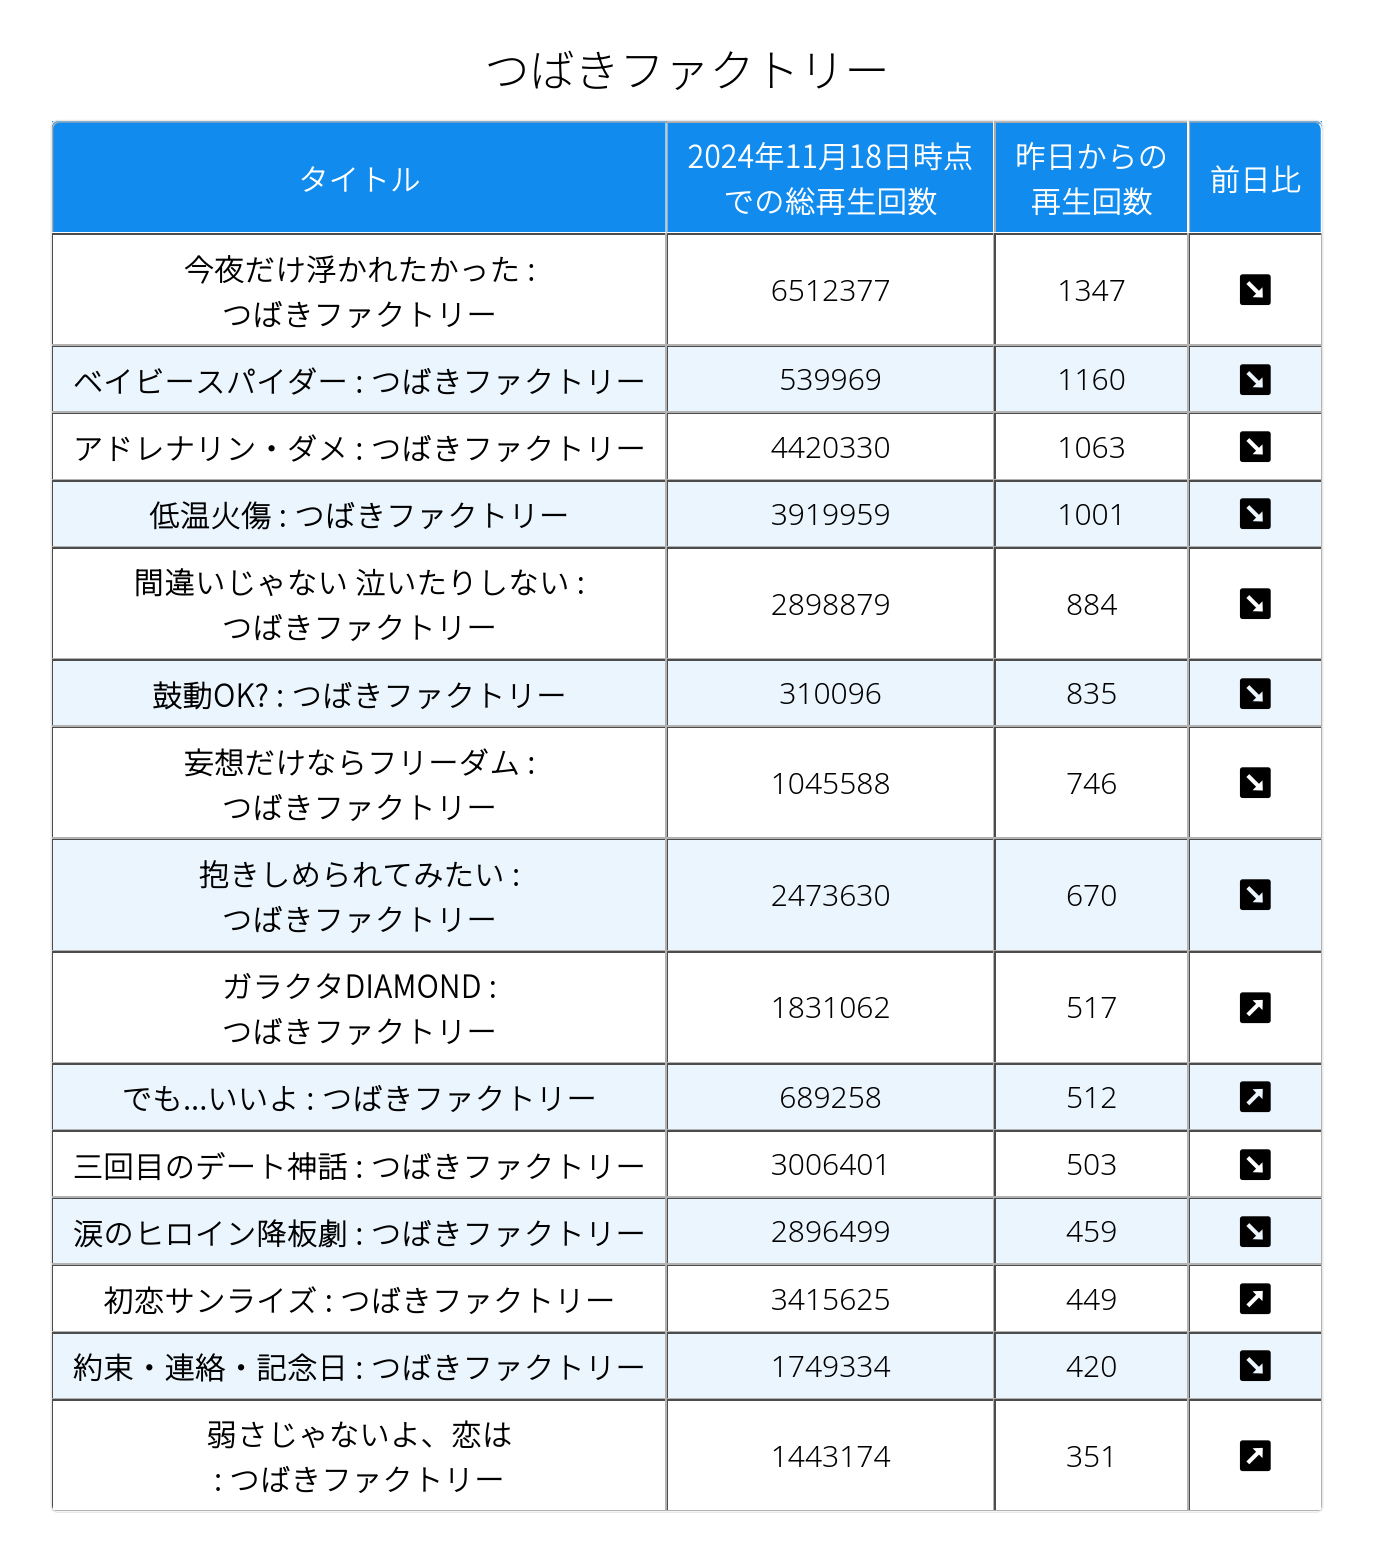 つばきファクトリー
タイトル
2024年11月18日時点
での総再生回数
昨日からの
再生回数
前日比
今夜だけ浮かれたかった :
つばきファクトリー
6512377
1347
ベイビースパイダー : つばきファクトリー
539969
1160
アドレナリン・ダメ : つばきファクトリー
4420330
1063
低温火傷 : つばきファクトリー
3919959
1001
間違いじゃない 泣いたりしない :
つばきファクトリー
2898879
884
鼓動OK? : つばきファクトリー
310096
835
妄想だけならフリーダム :
つばきファクトリー
1045588
746
抱きしめられてみたい :
つばきファクトリー
2473630
670
ガラクタDIAMOND :
つばきファクトリー
1831062
517
でも...いいよ : つばきファクトリー
689258
512
三回目のデート神話 : つばきファクトリー
3006401
503
涙のヒロイン降板劇 : つばきファクトリー
2896499
459
初恋サンライズ : つばきファクトリー
3415625
449
約束・連絡・記念日 : つばきファクトリー
1749334
420
弱さじゃないよ、恋は
: つばきファクトリー
1443174
351